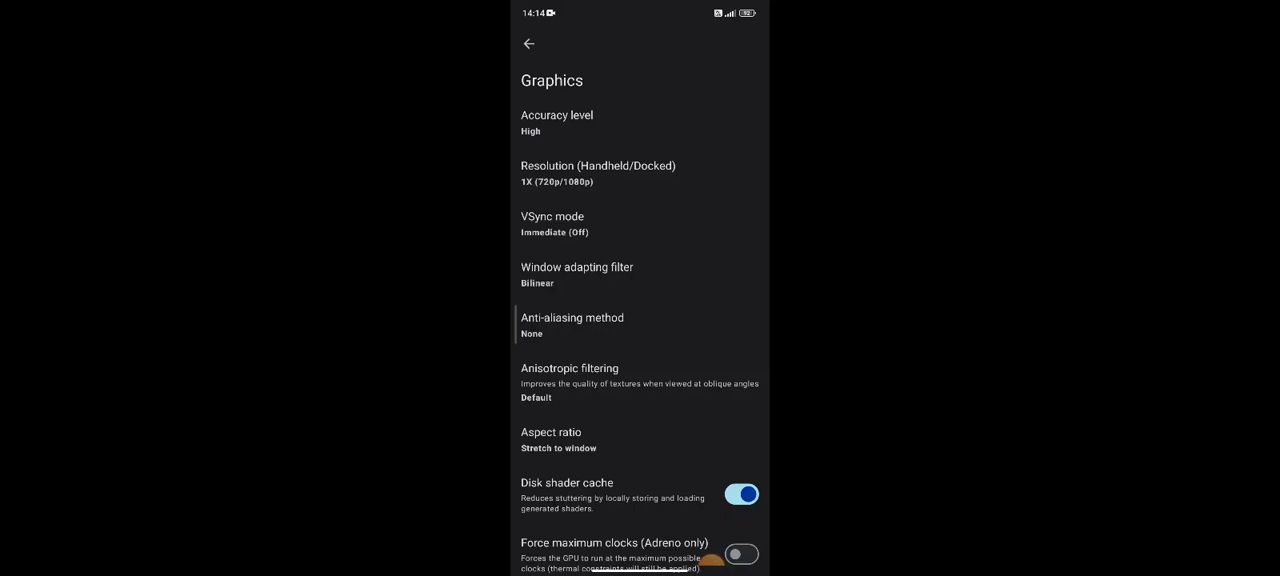 14:14
92
Graphics
Accuracy level
High
Resolution (Handheld/Docked)
1X (720p/1080p)
VSync mode
Immediate (Off)
Window adapting filter
Bilinear
Anti-aliasing method
None
Anisotropic filtering
Improves the quality of textures when viewed at oblique angles
Default
Aspect ratio
Stretch to window
Disk shader cache
Reduces stuttering by locally storing and loading
generated shaders.
Force maximum clocks (Adreno only)
Forces the GPU to run at the maximum possible
clocks (thermal constraints will still be applied).